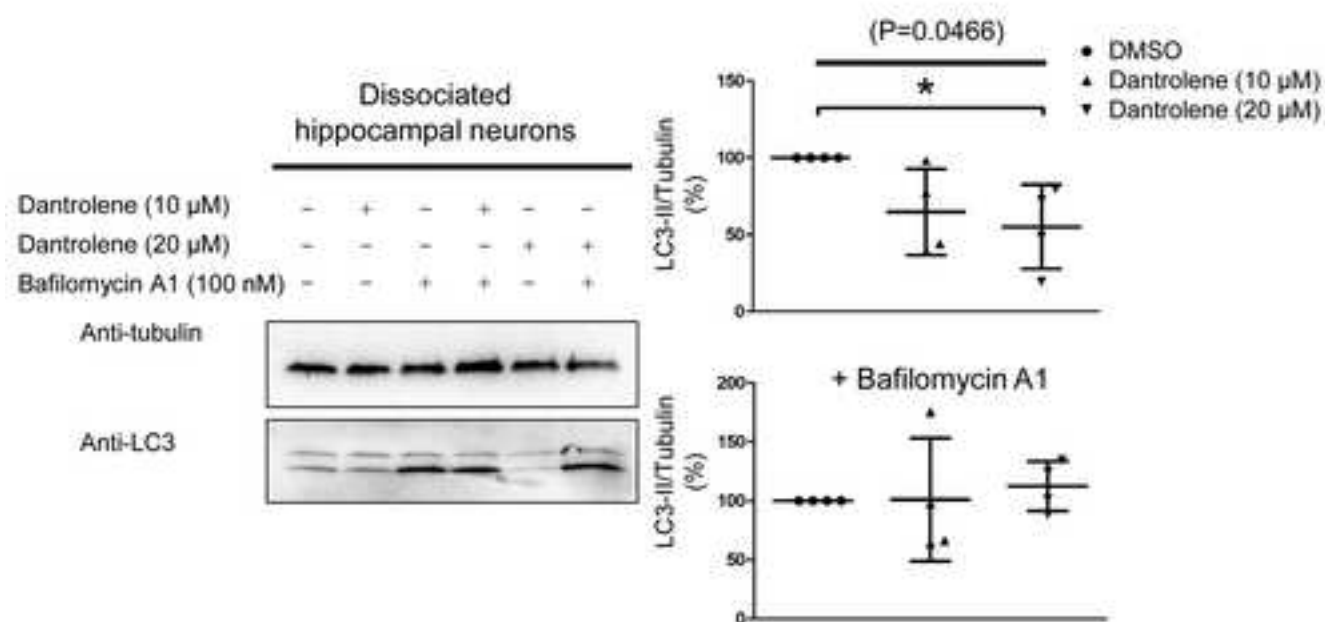 Dissociated
hippocampal neurons
Dantrolene (10 µM) - + - + - -
Dantrolene (20 µM) - - - - + +
Bafilomycin A1 (100 nM) - - + + - +
Anti-tubulin
Anti-LC3
(P=0.0466)
*
DMSO
Dantrolene (10 µM)
Dantrolene (20 µM)
LC3-II/Tubulin
(%)
150
100
50
0
+ Bafilomycin A1
LC3-II/Tubulin
(%)
200
150
100
50
0